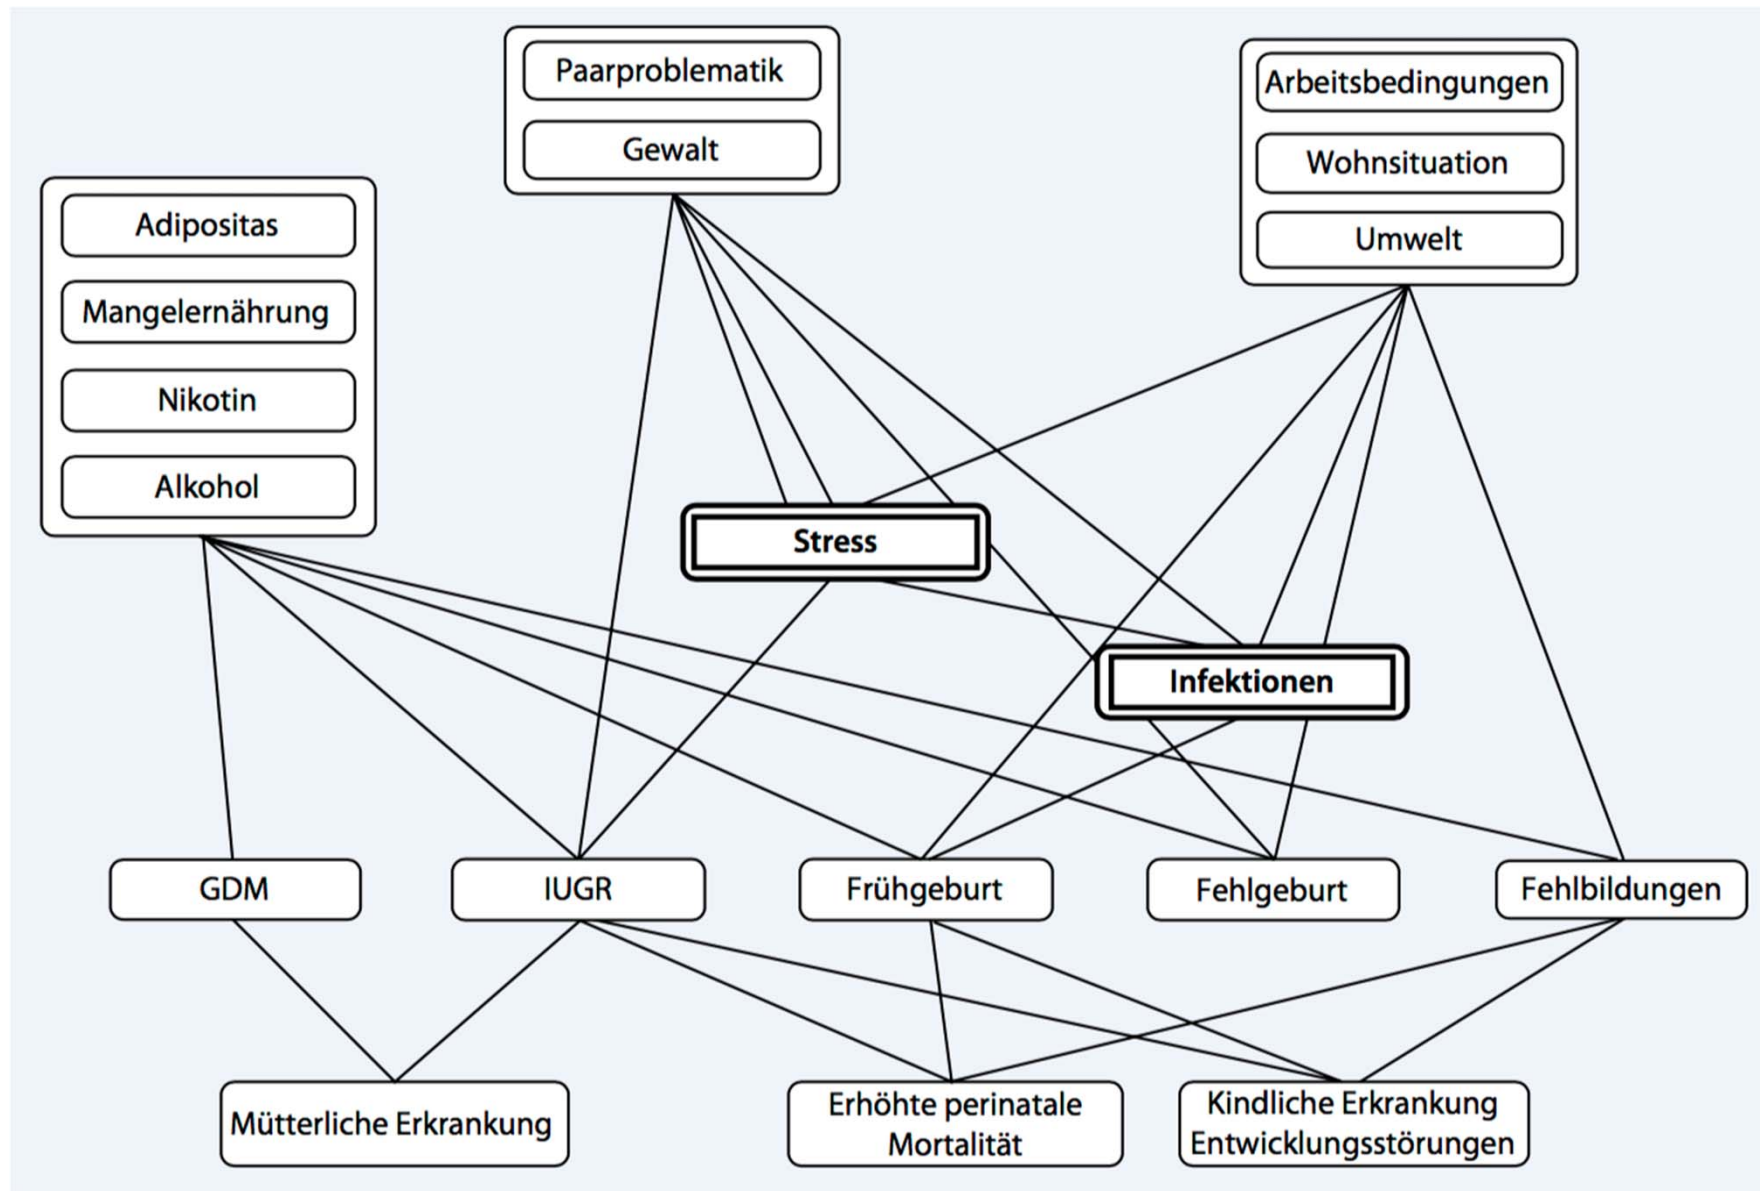 Paarproblematik
Gewalt
Arbeitsbedingungen
Wohnsituation
Umwelt
Adipositas
Mangelernährung
Nikotin
Alkohol
Stress
Infektionen
GDM
IUGR
Frühgeburt
Fehlgeburt
Fehlbildungen
Mütterliche Erkrankung
Erhöhte perinatale
Mortalität
Kindliche Erkrankung
Entwicklungsstörungen